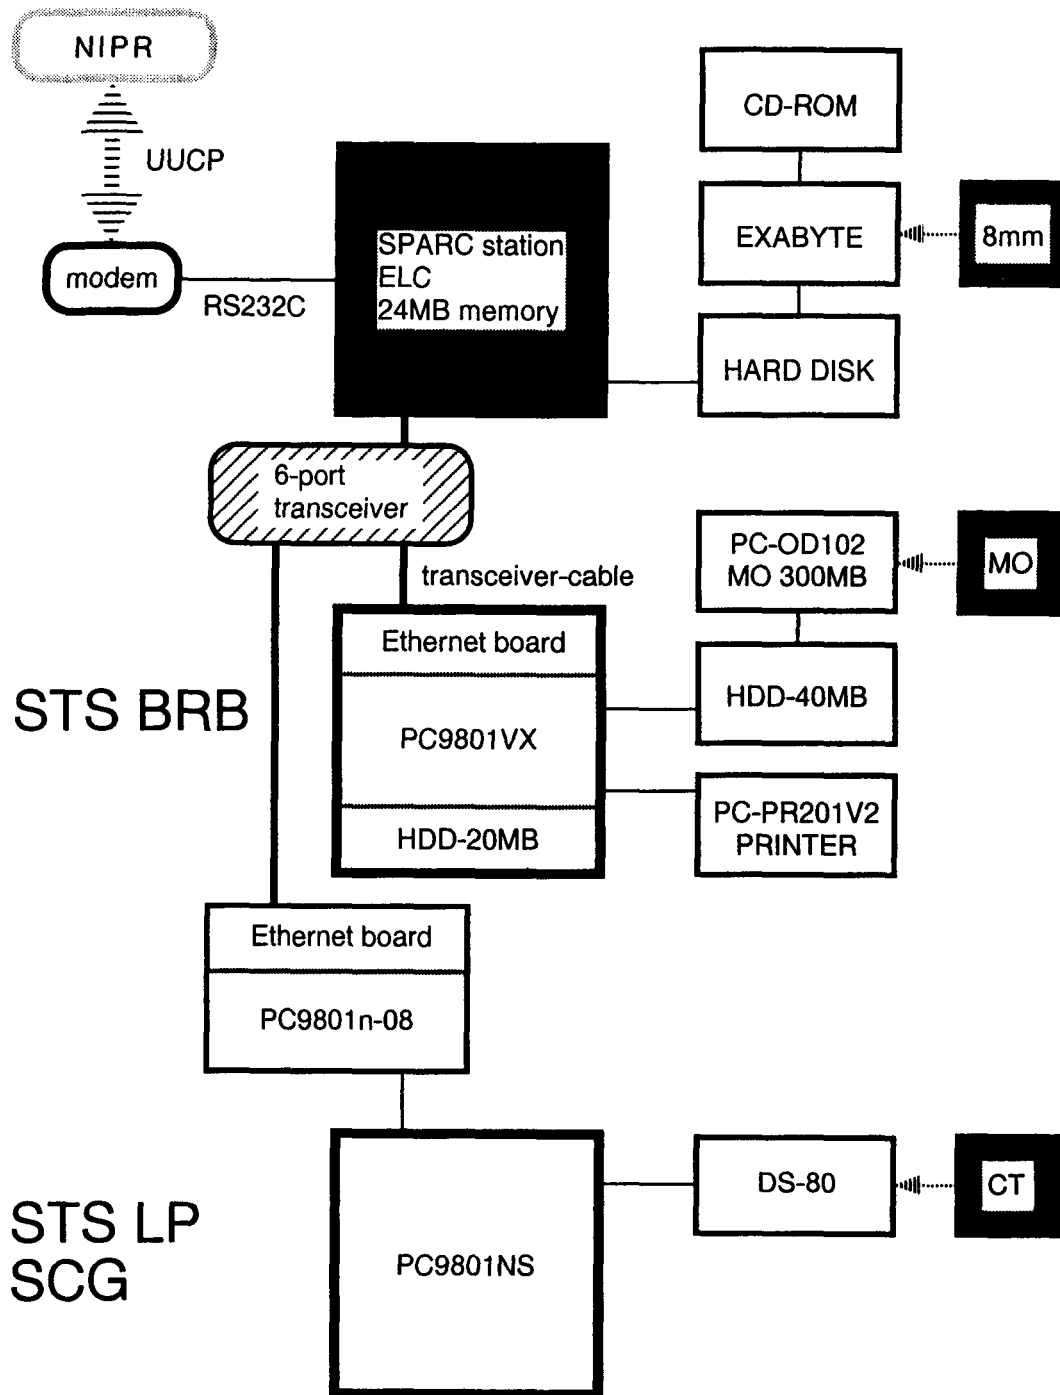 NIPR
UUCP
modem
RS232C
SPARC station
ELC
24MB memory
CD-ROM
EXABYTE
8mm
HARD DISK
6-port
transceiver
transceiver-cable
PC-OD102
MO 300MB
MO
Ethernet board
PC9801VX
HDD-20MB
HDD-40MB
PC-PR201V2
PRINTER
STS BRB
Ethernet board
PC9801n-08
STS LP
SCG
PC9801NS
DS-80
CT